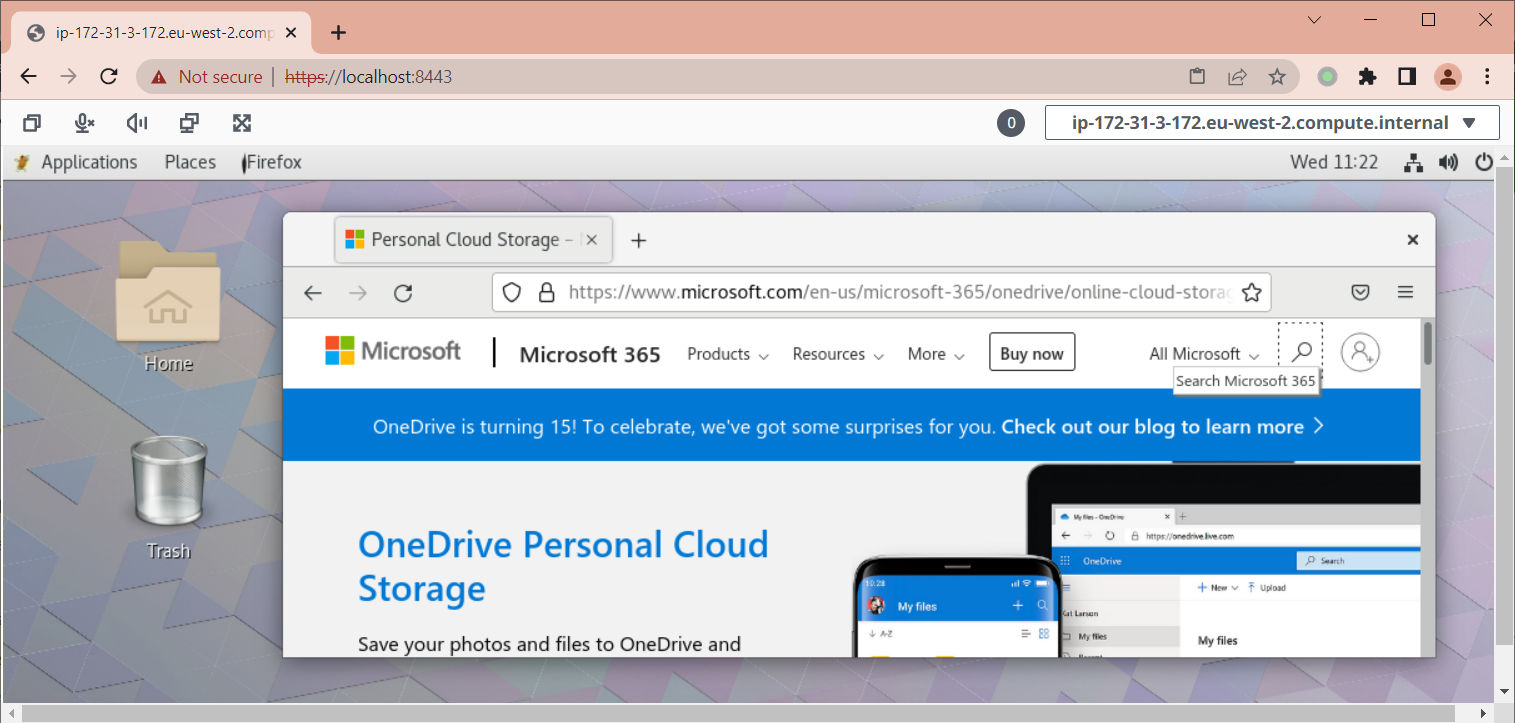 ip-172-31-3-172.eu-west-2.comp
Not secure | https://localhost:8443
0
ip-172-31-3-172.eu-west-2.compute.internal
Applications Places Firefox
Wed 11:22
Home
Trash
Personal Cloud Storage –
https://www.microsoft.com/en-us/microsoft-365/onedrive/online-cloud-storag
Microsoft | Microsoft 365 Products Resources More Buy now All Microsoft
Search Microsoft 365
OneDrive is turning 15! To celebrate, we've got some surprises for you. Check out our blog to learn more
OneDrive Personal Cloud
Storage
Save your photos and files to OneDrive and
10:28
My files
A-Z
My files - OneDrive
https://onedrive.live.com
OneDrive Search
New Upload
Kat Larson
My files
My files